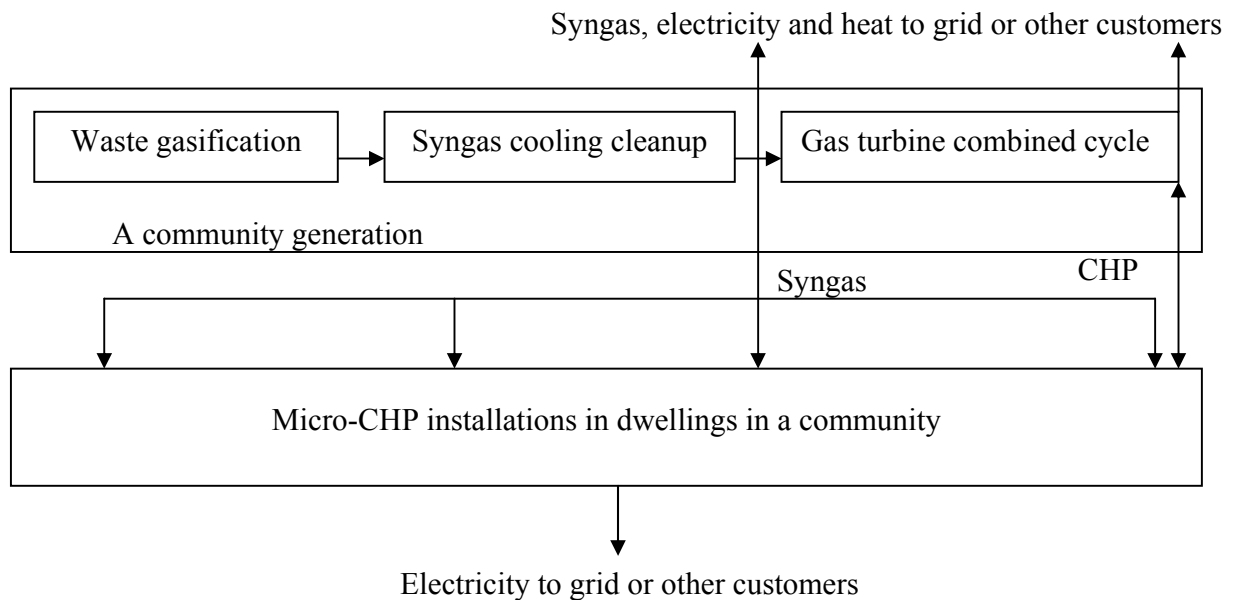 Syngas, electricity and heat to grid or other customers
Waste gasification
Syngas cooling cleanup
Gas turbine combined cycle
A community generation
Syngas
CHP
Micro-CHP installations in dwellings in a community
Electricity to grid or other customers